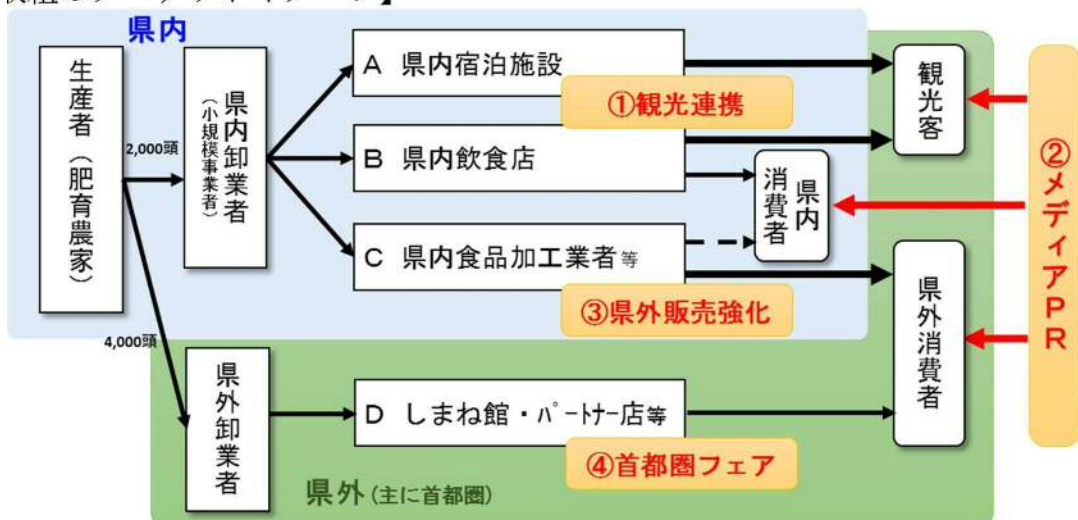 県内
生産者(肥育農家)
2,000頭
4,000頭
県内卸業者
(小規模事業者)
A 県内宿泊施設
①観光連携
B 県内飲食店
C 県内食品加工業者等
③県外販売強化
観光客
県内
消費者
県外消費者
②メディアPR
県外卸業者
D しまね館・パートナー店等
④首都圏フェア
県外(主に首都圏)